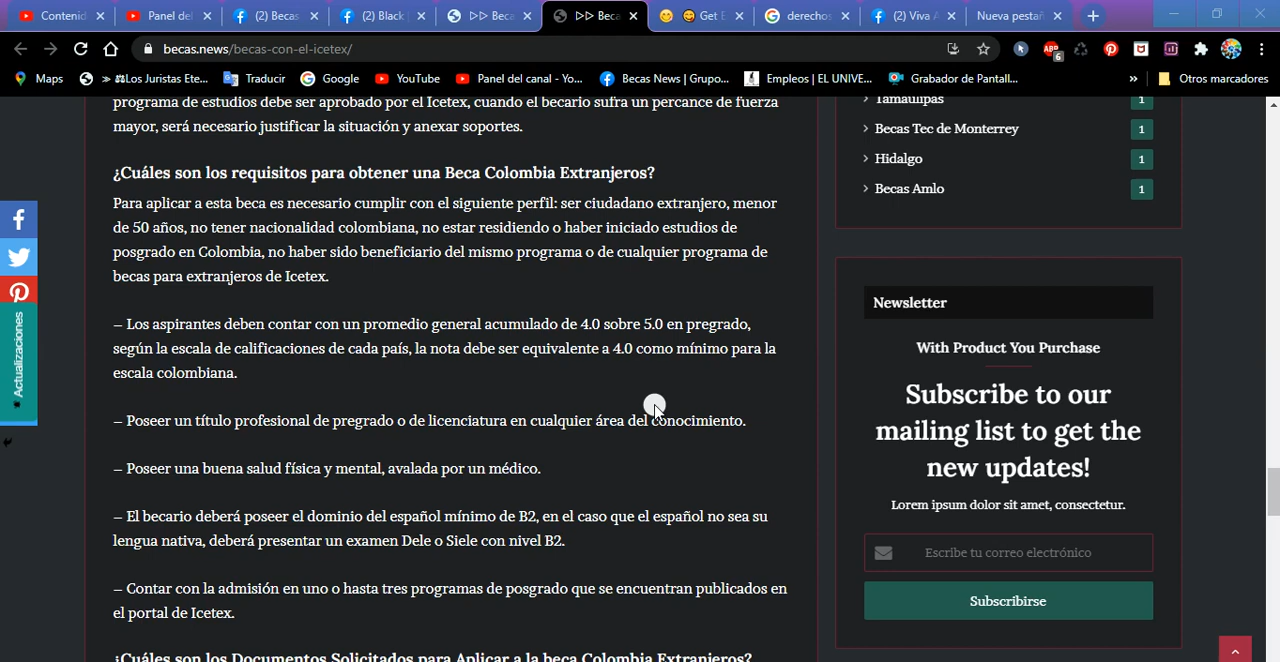 Contenid
Panel del
(2) Becas
(2) Black
▷▷ Beca
▷▷ Beca
Get E
derechos
(2) Viva A
Nueva pestañ
becas.news/becas-con-el-icetex/
6
Maps
> ⚖Los Juristas Ete...
Traducir
Google
YouTube
Panel del canal - Yo...
Becas News | Grupo...
Empleos | EL UNIVE...
Grabador de Pantall...
»
Otros marcadores
programa de estudios debe ser aprobado por el Icetex, cuando el becario sufra un percance de fuerza
mayor, será necesario justificar la situación y anexar soportes.
¿Cuáles son los requisitos para obtener una Beca Colombia Extranjeros?
Para aplicar a esta beca es necesario cumplir con el siguiente perfil: ser ciudadano extranjero, menor
de 50 años, no tener nacionalidad colombiana, no estar residiendo o haber iniciado estudios de
posgrado en Colombia, no haber sido beneficiario del mismo programa o de cualquier programa de
becas para extranjeros de Icetex.
– Los aspirantes deben contar con un promedio general acumulado de 4.0 sobre 5.0 en pregrado,
según la escala de calificaciones de cada país, la nota debe ser equivalente a 4.0 como mínimo para la
escala colombiana.
– Poseer un título profesional de pregrado o de licenciatura en cualquier área del conocimiento.
– Poseer una buena salud física y mental, avalada por un médico.
– El becario deberá poseer el dominio del español mínimo de B2, en el caso que el español no sea su
lengua nativa, deberá presentar un examen Dele o Siele con nivel B2.
– Contar con la admisión en uno o hasta tres programas de posgrado que se encuentran publicados en
el portal de Icetex.
¿Cuáles son los Documentos Solicitados para Aplicar a la beca Colombia Extranjeros?
Actualizaciones
Tamaulipas 1
Becas Tec de Monterrey 1
Hidalgo 1
Becas Amlo 1
Newsletter
With Product You Purchase
Subscribe to our
mailing list to get the
new updates!
Lorem ipsum dolor sit amet, consectetur.
Escribe tu correo electrónico
Subscribirse